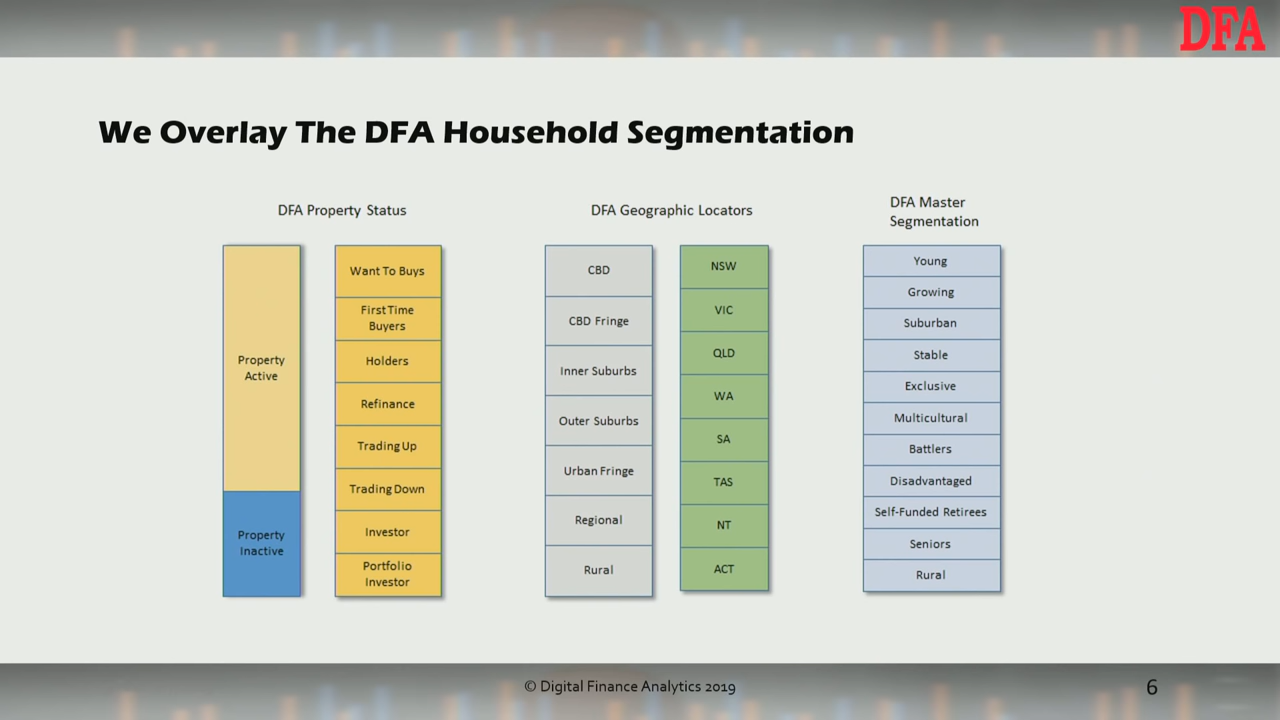 DFA
We Overlay The DFA Household Segmentation
DFA Property Status
Property
Active
Property
Inactive
Want To Buys
First Time
Buyers
Holders
Refinance
Trading Up
Trading Down
Investor
Portfolio
Investor
DFA Geographic Locators
CBD
CBD Fringe
Inner Suburbs
Outer Suburbs
Urban Fringe
Regional
Rural
NSW
VIC
QLD
WA
SA
TAS
NT
ACT
DFA Master
Segmentation
Young
Growing
Suburban
Stable
Exclusive
Multicultural
Battlers
Disadvantaged
Self-Funded Retirees
Seniors
Rural
© Digital Finance Analytics 2019
6